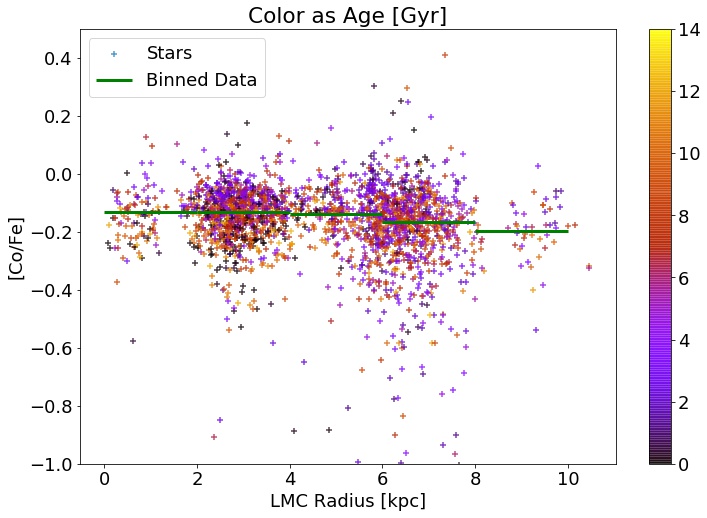 Color as Age [Gyr]
Stars
Binned Data
0.4
0.2
0.0
−0.2
−0.4
−0.6
−0.8
−1.0
[Co/Fe]
0 2 4 6 8 10
LMC Radius [kpc]
14
12
10
8
6
4
2
0